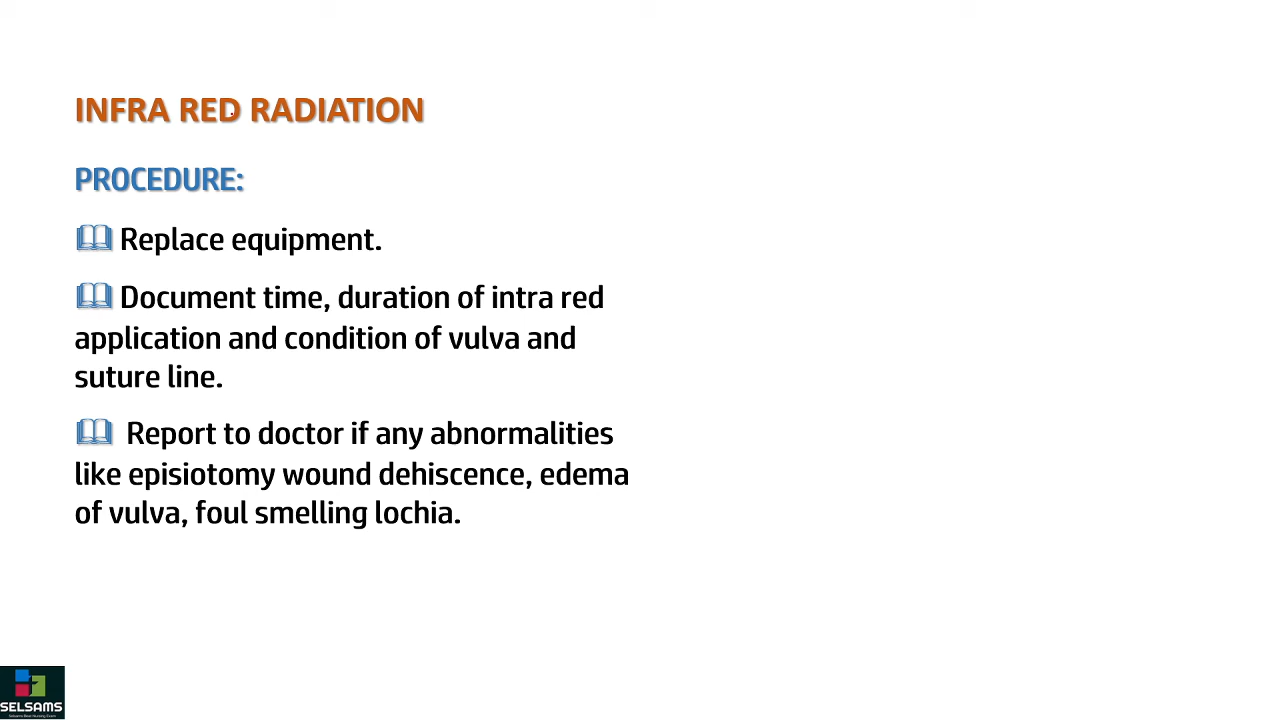 INFRA RED RADIATION
PROCEDURE:
Replace equipment.
Document time, duration of intra red
application and condition of vulva and
suture line.
Report to doctor if any abnormalities
like episiotomy wound dehiscence, edema
of vulva, foul smelling lochia.
SELSAMS